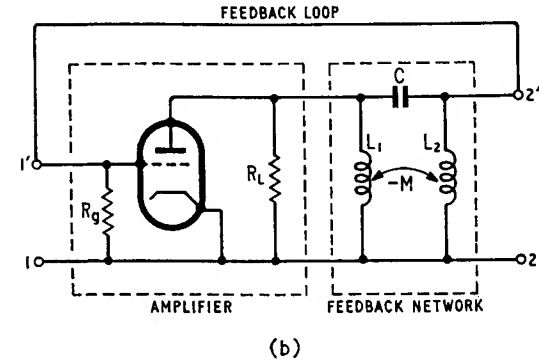 FEEDBACK LOOP
C
2'
L₁
L₂
1'
-M
Rg
RL
1
2
AMPLIFIER
FEEDBACK NETWORK
(b)